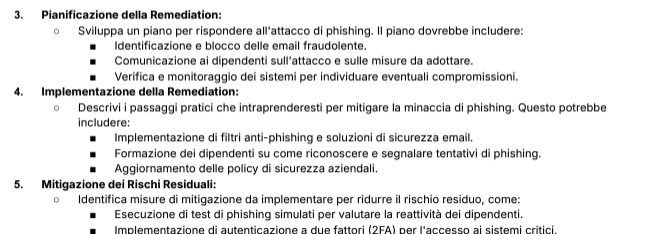 3. Pianificazione della Remediation:
○ Sviluppa un piano per rispondere all'attacco di phishing. Il piano dovrebbe includere:
■ Identificazione e blocco delle email fraudolente.
■ Comunicazione ai dipendenti sull'attacco e sulle misure da adottare.
■ Verifica e monitoraggio dei sistemi per individuare eventuali compromissioni.
4. Implementazione della Remediation:
○ Descrivi i passaggi pratici che intraprenderesti per mitigare la minaccia di phishing. Questo potrebbe
includere:
■ Implementazione di filtri anti-phishing e soluzioni di sicurezza email.
■ Formazione dei dipendenti su come riconoscere e segnalare tentativi di phishing.
■ Aggiornamento delle policy di sicurezza aziendali.
5. Mitigazione dei Rischi Residuali:
○ Identifica misure di mitigazione da implementare per ridurre il rischio residuo, come:
■ Esecuzione di test di phishing simulati per valutare la reattività dei dipendenti.
■ Implementazione di autenticazione a due fattori (2FA) per l'accesso ai sistemi critici.